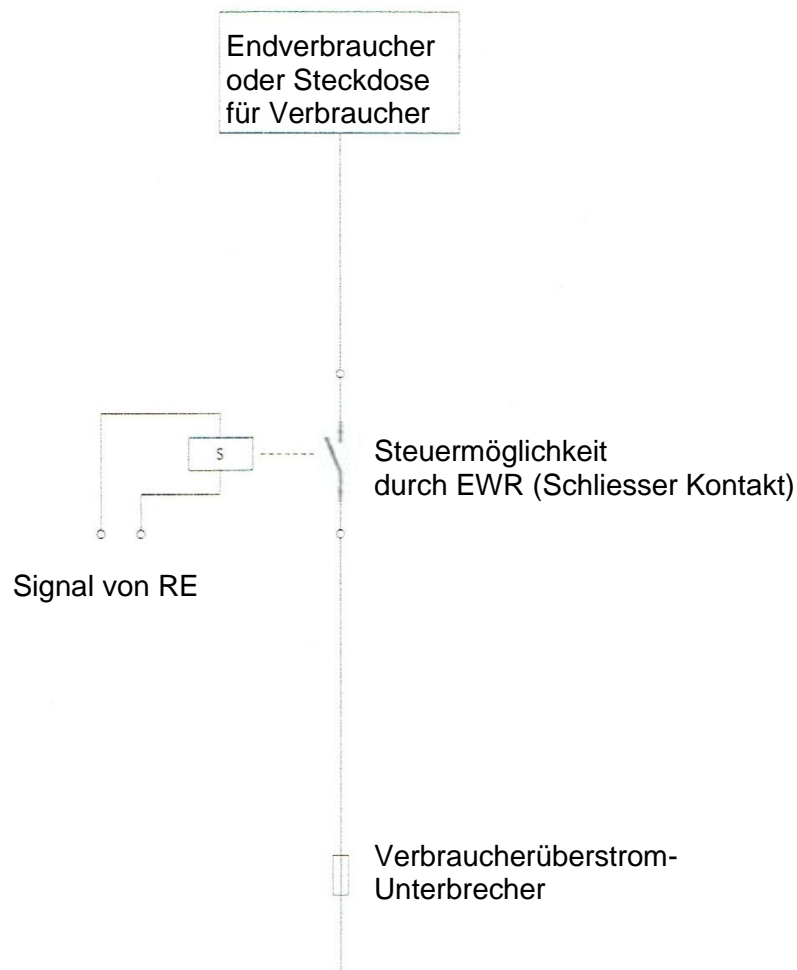 Endverbraucher
oder Steckdose
für Verbraucher
S
Steuermöglichkeit
durch EWR (Schliesser Kontakt)
Signal von RE
Verbraucherüberstrom-
Unterbrecher